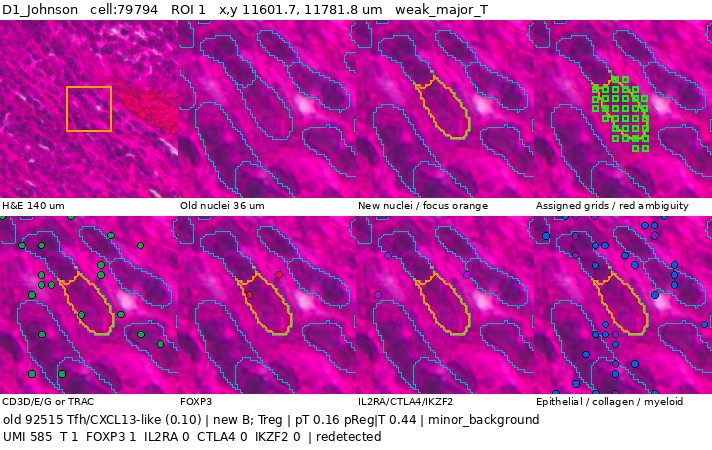 D1_Johnson   cell:79794   ROI 1   x,y 11601.7, 11781.8 um   weak_major_T
H&E 140 um
Old nuclei 36 um
New nuclei / focus orange
Assigned grids / red ambiguity
CD3D/E/G or TRAC
FOXP3
IL2RA/CTLA4/IKZF2
Epithelial / collagen / myeloid
old 92515 Tfh/CXCL13-like (0.10) | new B; Treg | pT 0.16 pReg|T 0.44 | minor_background
UMI 585  T 1  FOXP3 1  IL2RA 0  CTLA4 0  IKZF2 0  | redetected